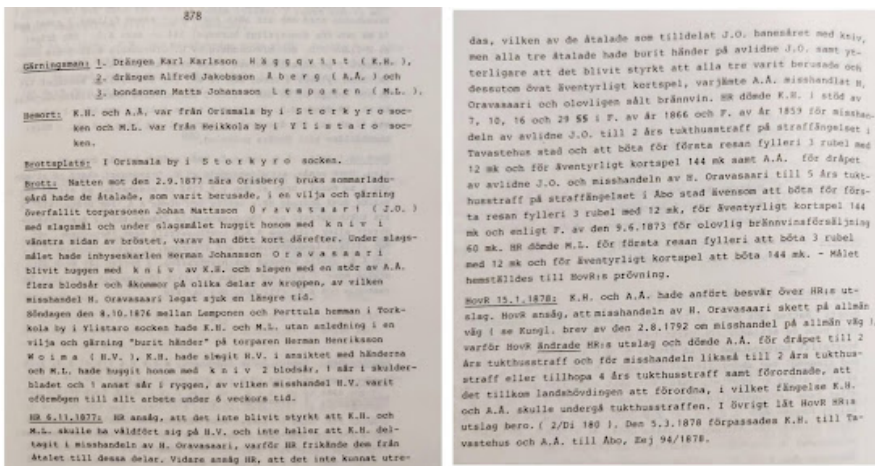 878
Gärningsman: 1. Drängen Karl Karlsson H ä g g q v i s t ( K.H. ),
2. drängen Alfred Jakobsson Å b e r g ( A.Å. ) och
3. bondsonen Matts Johansson L e m p o n e n ( M.L. ).
Hemort: K.H. och A.Å. var från Orismala by i S t o r k y r o soc-
ken och M.L. var från Heikkola by i Y l i s t a r o soc-
ken.
Brottsplats: I Orismala by i S t o r k y r o socken.
Brott: Natten mot den 2.9.1877 nära Orisberg bruks sommarladu-
gård hade de åtalade, som varit berusade, i en vilja och gärning
överfallit torparsonen Johan Mattsson O r a v a s a a r i ( J.O. )
med slagsmål och under slagsmålet huggit honom med k n i v i
vänstra sidan av bröstet, varav han dött kort därefter. Under slags-
målet hade inhyseskarlen Herman Johansson O r a v a s a a r i
blivit huggen med k n i v av K.H. och slagen med en stör av A.Å.
flera blodsår och åkommor på olika delar av kroppen, av vilken
misshandel H. Oravasaari legat sjuk en längre tid.
Söndagen den 8.10.1876 mellan Lemponen och Perttula hemman i Tork-
kola by i Ylistaro socken hade K.H. och M.L. utan anledning i en
vilja och gärning "burit händer" på torparen Herman Henriksson
W o i m a ( H.V. ), K.H. hade slagit H.V. i ansiktet med händerna
och M.L. hade huggit honom med k n i v 2 blodsår, 1 sår i skulder-
bladet och 1 annat sår i ryggen, av vilken misshandel H.V. varit
oförmögen till allt arbete under 6 veckors tid.
HR 6.11.1877: HR ansåg, att det inte blivit styrkt att K.H. och
M.L. skulle ha våldfört sig på H.V. och inte heller att K.H. del-
tagit i misshandeln av H. Oravasaari, varför HR frikände dem från
åtalet till dessa delar. Vidare ansåg HR, att det inte kunnat utre-
das, vilken av de åtalade som tilldelat J.O. banesåret med kniv,
men alla tre åtalade hade burit händer på avlidne J.O. samt yt-
terligare att det blivit styrkt att alla tre varit berusade och
dessutom övat äventyrligt kortspel, varjämte A.Å. misshandlat H.
Oravasaari och olovligen sålt brännvin. HR dömde K.H. i stöd av
7, 10, 16 och 29 §§ i F. av år 1866 och F. av år 1859 för misshan-
deln av avlidne J.O. till 2 års tukthusstraff på straffängelset i
Tavastehus stad och att böta för första resan fylleri 3 rubel med
12 mk och för äventyrligt kortspel 144 mk samt A.Å. för dråpet
av avlidne J.O. och misshandeln av H. Oravasaari till 5 års tukt-
husstraff på straffängelset i Åbo stad ävensom att böta för förs-
ta resan fylleri 3 rubel med 12 mk, för äventyrligt kortspel 144
mk och enligt F. av den 9.6.1873 för olovlig brännvinsförsäljning
60 mk. HR dömde M.L. för första resan fylleri att böta 3 rubel
med 12 mk och för äventyrligt kortspel att böta 144 mk. - Målet
hemställdes till HovR:s prövning.
HovR 15.1.1878: K.H. och A.Å. hade anfört besvär över HR:s ut-
slag. HovR ansåg, att misshandeln av H. Oravasaari skett på allmän
väg ( se Kungl. brev av den 2.8.1792 om misshandel på allmän väg ),
varför HovR ändrade HR:s utslag och dömde A.Å. för dråpet till 2
års tukthusstraff och för misshandeln likaså till 2 års tukthus-
straff eller tillhopa 4 års tukthusstraff samt förordnade, att
det tillkom landshövdingen att förordna, i vilket fängelse K.H.
och A.Å. skulle undergå tukthusstraffen. I övrigt lät HovR HR:s
utslag bero. ( 2/Di 180 ). Den 5.3.1878 förpassades K.H. till Ta-
vastehus och A.Å. till Åbo, Eej 94/1878.